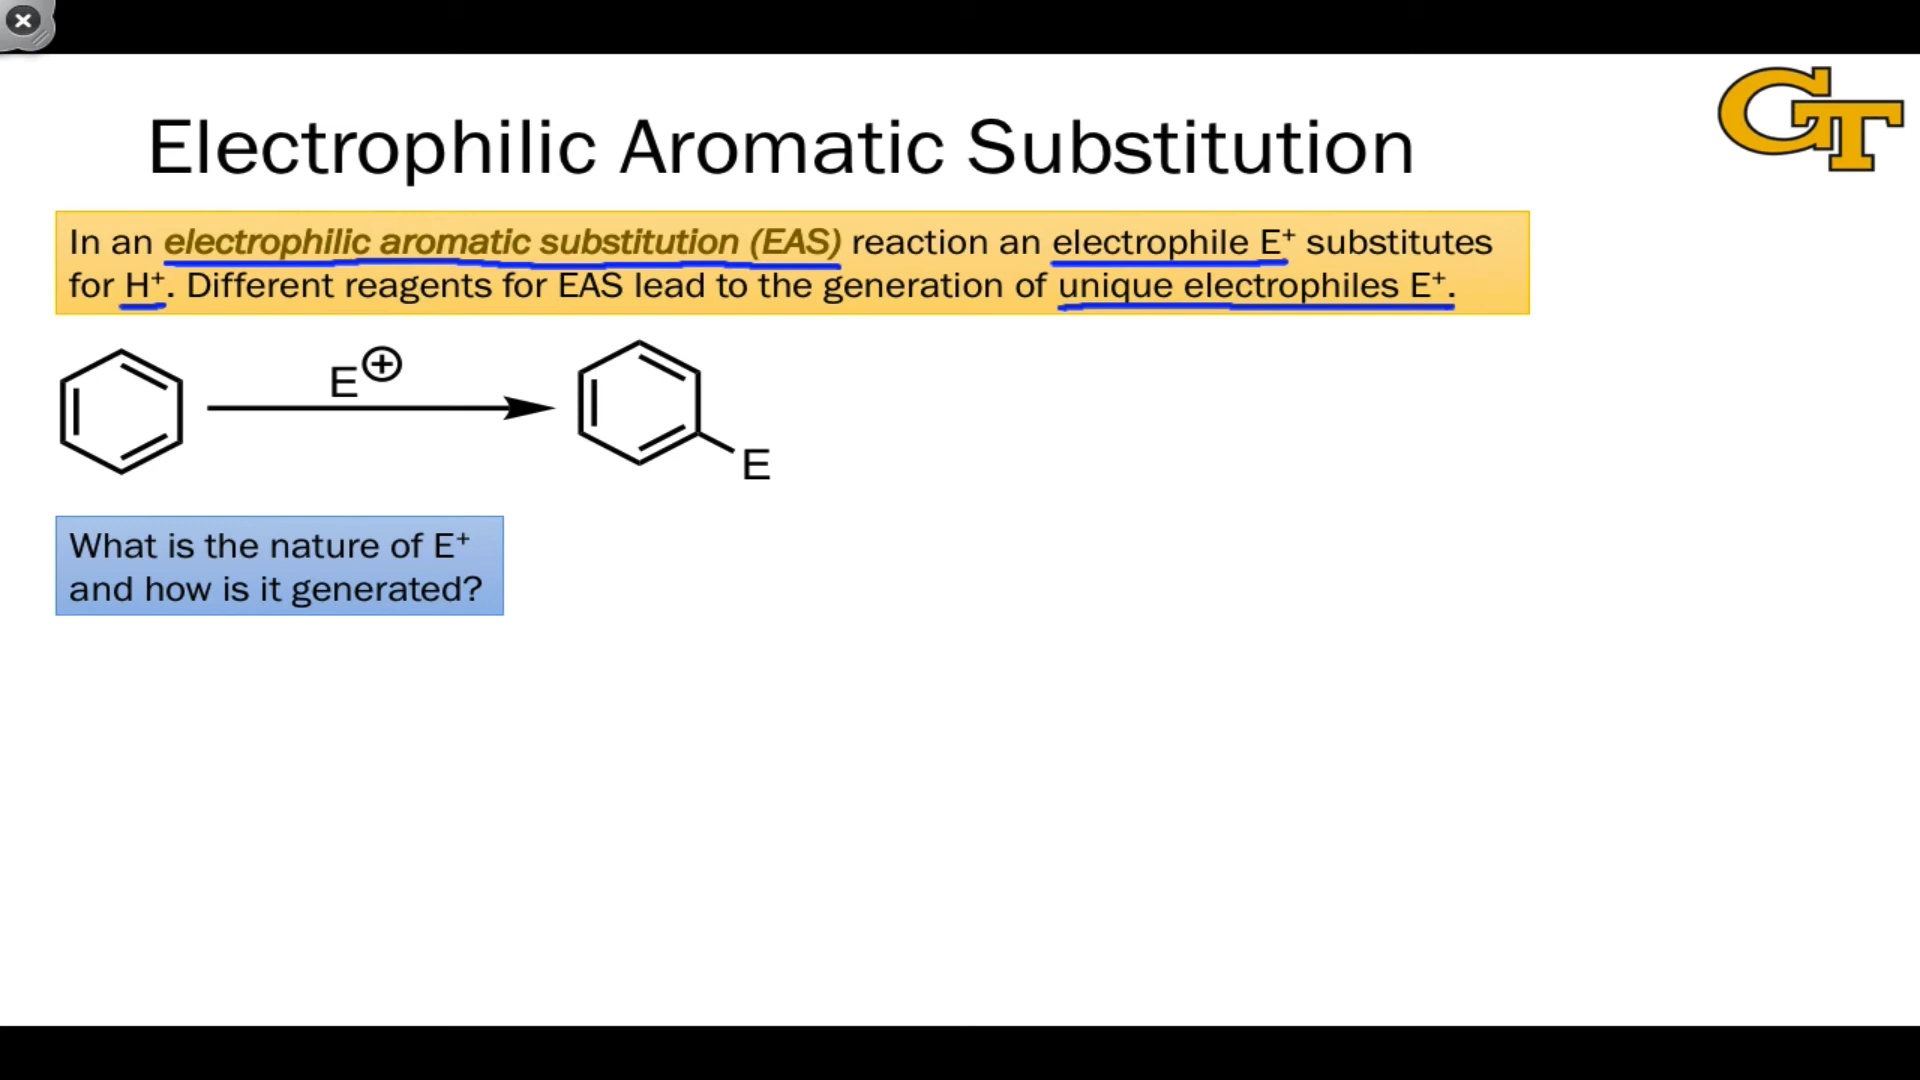 GT
Electrophilic Aromatic Substitution
In an electrophilic aromatic substitution (EAS) reaction an electrophile E⁺ substitutes
for H⁺. Different reagents for EAS lead to the generation of unique electrophiles E⁺.
E⊕
E
What is the nature of E⁺
and how is it generated?